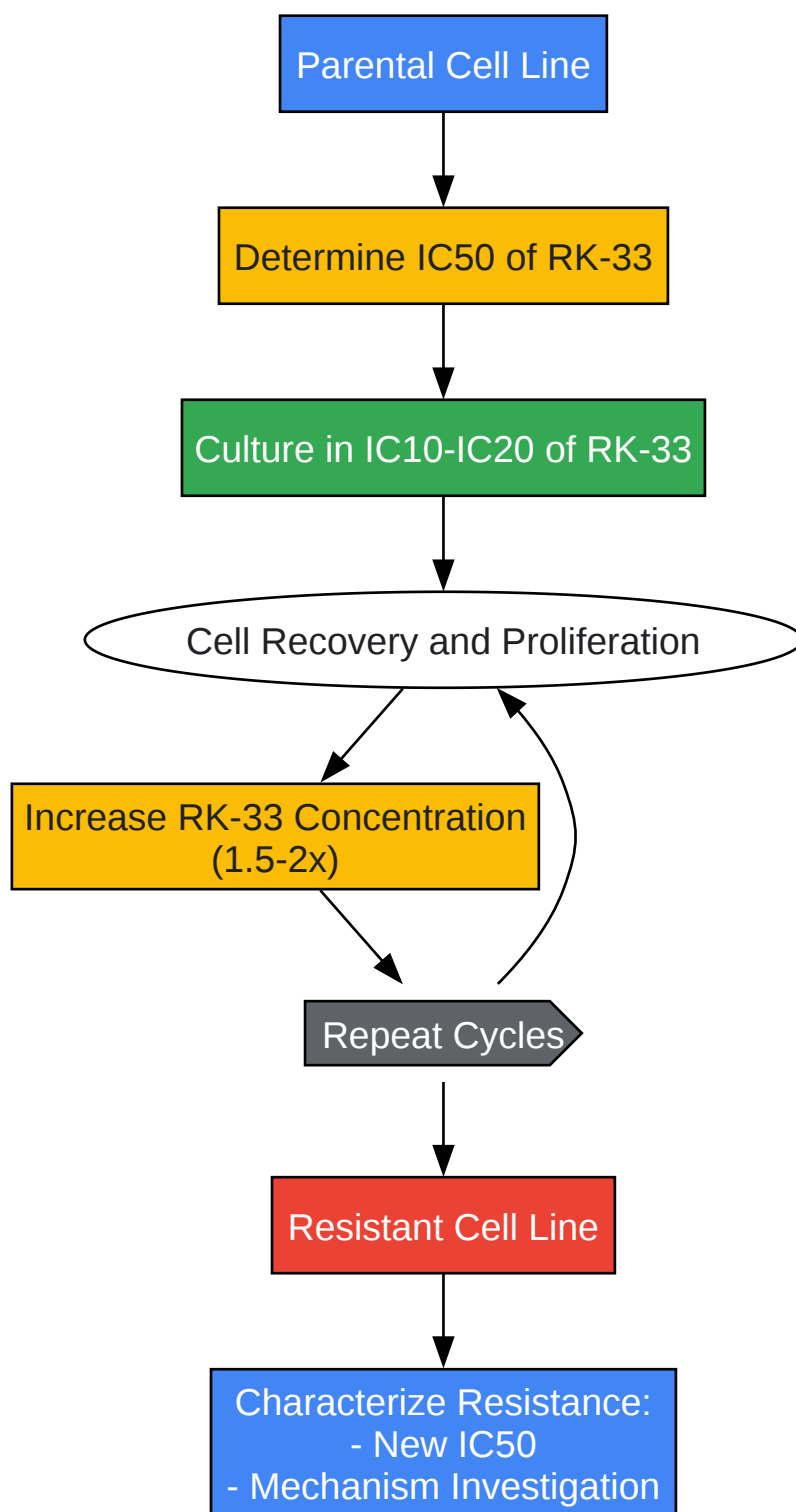 Parental Cell Line
Determine IC50 of RK-33
Culture in IC10-IC20 of RK-33
Cell Recovery and Proliferation
Increase RK-33 Concentration
(1.5-2x)
Repeat Cycles
Resistant Cell Line
Characterize Resistance:
- New IC50
- Mechanism Investigation